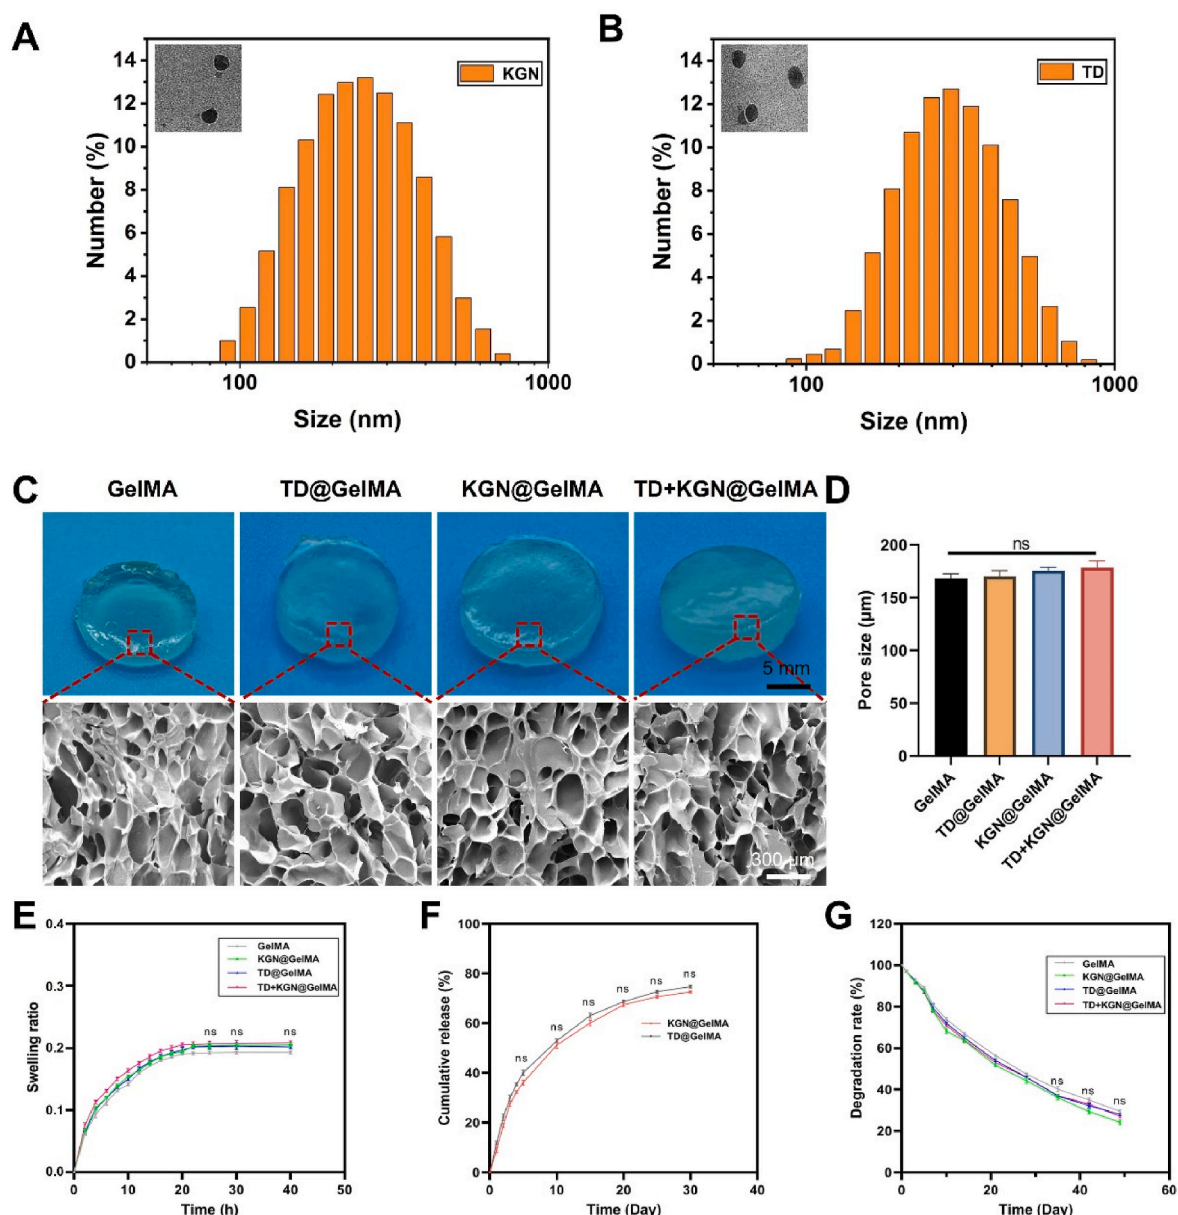 A
14
12
10
8
6
4
2
0
Number (%)
KGN
100
1000
Size (nm)
B
14
12
10
8
6
4
2
0
Number (%)
TD
100
1000
Size (nm)
C
GelMA
TD@GelMA
KGN@GelMA
TD+KGN@GelMA
5 mm
300 μm
D
200
150
100
50
0
Pore size (μm)
ns
GelMA
TD@GelMA
KGN@GelMA
TD+KGN@GelMA
E
0.4
0.3
0.2
0.1
0.0
Swelling ratio
GelMA
KGN@GelMA
TD@GelMA
TD+KGN@GelMA
ns ns ns
0 10 20 30 40 50
Time (h)
F
100
80
60
40
20
0
Cumulative release (%)
ns ns ns ns ns ns
KGN@GelMA
TD@GelMA
0 10 20 30 40
Time (Day)
G
120
100
80
60
40
20
0
Degradation rate (%)
GelMA
KGN@GelMA
TD@GelMA
TD+KGN@GelMA
ns ns ns
0 20 40 60
Time (Day)